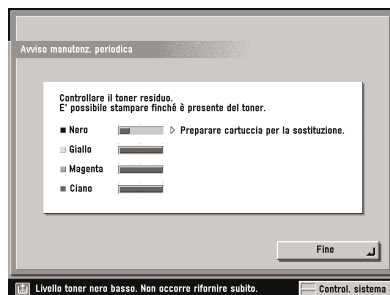 Avviso manutenz. periodica
Controllare il toner residuo.
E' possibile stampare finché è presente del toner.
Nero ▷ Preparare cartuccia per la sostituzione.
Giallo
Magenta
Ciano
Fine
Livello toner nero basso. Non occorre rifornire subito. Control. sistema